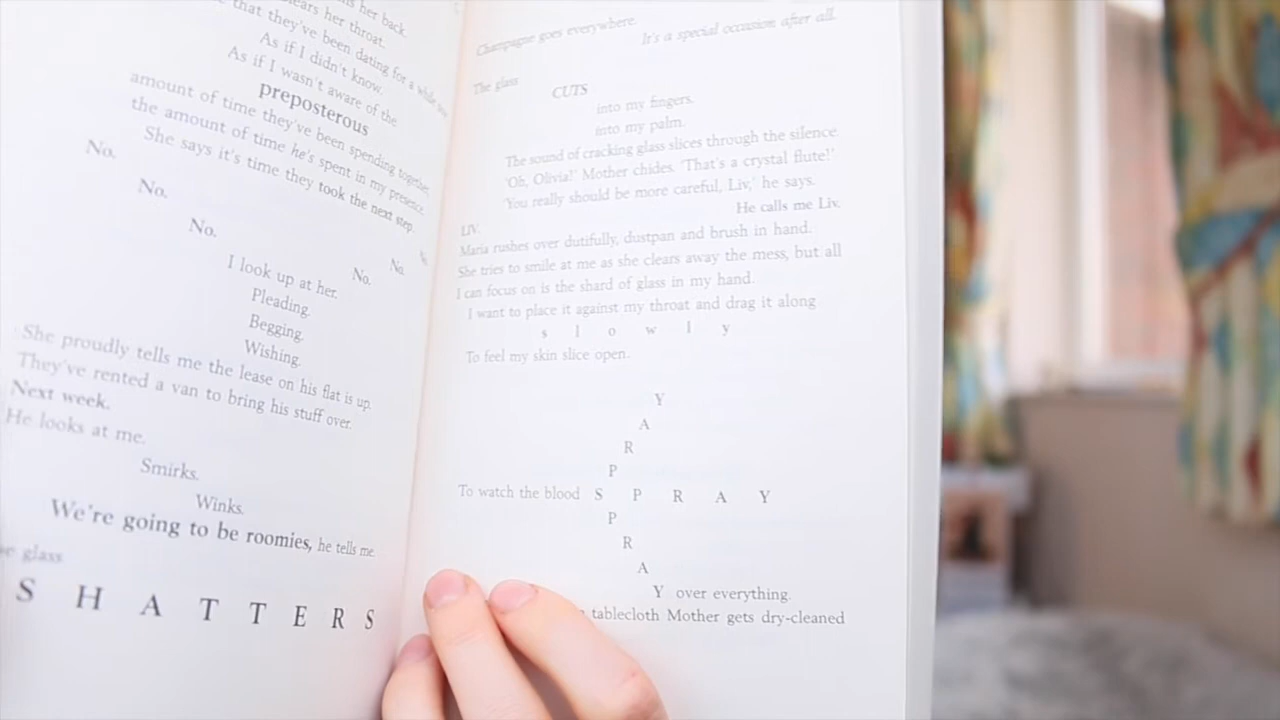 his her back.
ears her throat.
that they've been dating for a while now
As if I didn't know.
As if I wasn't aware of the
preposterous
amount of time they've been spending together,
the amount of time he's spent in my presence.
She says it's time they took the next step.
No.
No.
No.
No.
No.
No.
I look up at her.
Pleading.
Begging.
Wishing.
She proudly tells me the lease on his flat is up.
They've rented a van to bring his stuff over.
Next week.
He looks at me.
Smirks.
Winks.
We're going to be roomies, he tells me.
glass
S H A T T E R S
Champagne goes everywhere.
It's a special occasion after all.
The glass
CUTS
into my fingers.
into my palm.
The sound of cracking glass slices through the silence.
'Oh, Olivia!' Mother chides. 'That's a crystal flute!'
'You really should be more careful, Liv,' he says.
He calls me Liv.
LIV.
Maria rushes over dutifully, dustpan and brush in hand.
She tries to smile at me as she clears away the mess, but all
I can focus on is the shard of glass in my hand.
I want to place it against my throat and drag it along
s l o w l y
To feel my skin slice open.
Y
A
R
P
To watch the blood S P R A Y
P
R
A
Y over everything.
tablecloth Mother gets dry-cleaned